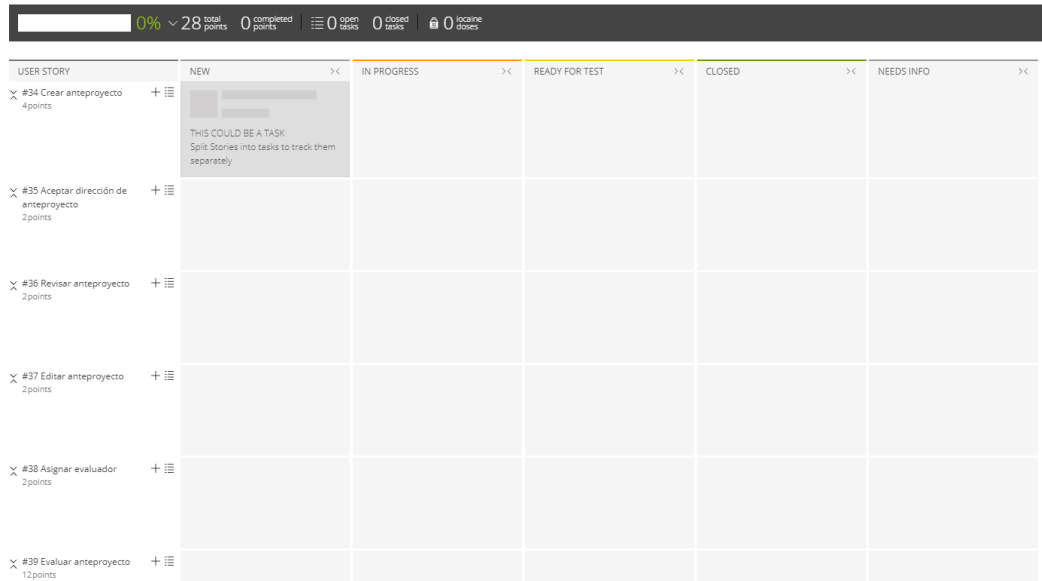 0% 28 total points 0 completed points 0 open tasks 0 closed tasks 0 iocaine doses
USER STORY NEW IN PROGRESS READY FOR TEST CLOSED NEEDS INFO
#34 Crear anteproyecto
4points
THIS COULD BE A TASK
Split Stories into tasks to track them
separately
#35 Aceptar dirección de
anteproyecto
2points
#36 Revisar anteproyecto
2points
#37 Editar anteproyecto
2points
#38 Asignar evaluador
2points
#39 Evaluar anteproyecto
12points